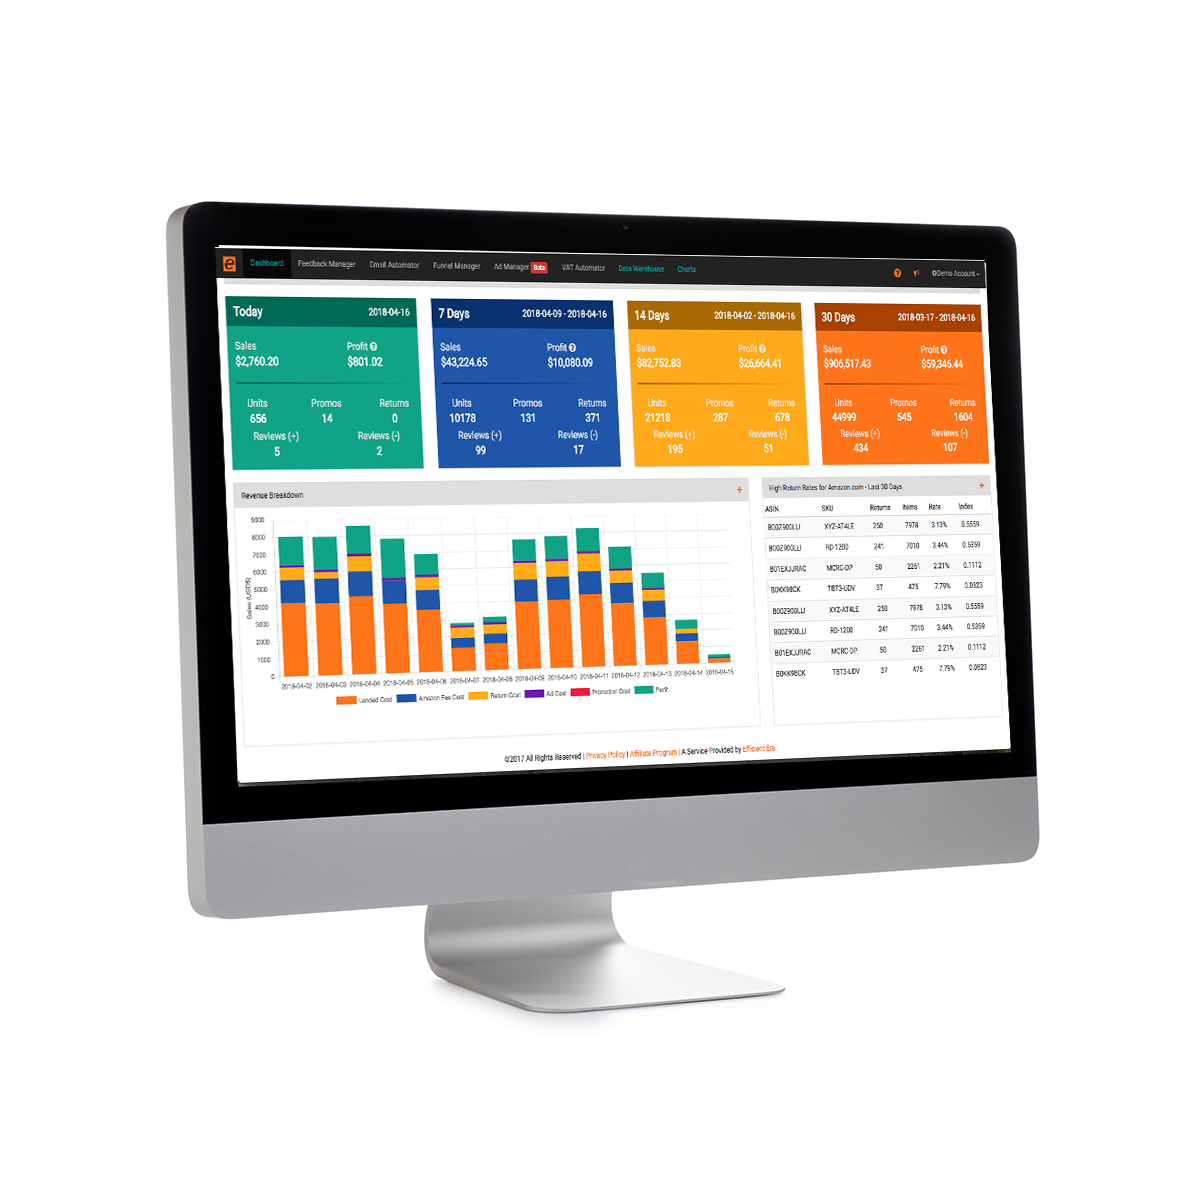 e Dashboard Feedback Manager Email Automator Funnel Manager Ad Manager Beta VAT Automator Data Warehouse Charts ? Demo Account
Today 2018-04-16
Sales Profit ?
$2,760.20 $801.02
Units Promos Returns
656 14 0
Reviews (+) Reviews (-)
5 2
7 Days 2018-04-09 - 2018-04-16
Sales Profit ?
$43,224.65 $10,080.09
Units Promos Returns
10178 131 371
Reviews (+) Reviews (-)
99 17
14 Days 2018-04-02 - 2018-04-16
Sales Profit ?
$82,752.83 $26,664.41
Units Promos Returns
21218 287 678
Reviews (+) Reviews (-)
195 51
30 Days 2018-03-17 - 2018-04-16
Sales Profit ?
$906,517.43 $59,346.44
Units Promos Returns
44999 545 1604
Reviews (+) Reviews (-)
434 107
Revenue Breakdown +
Sales (USD$)
9000
8000
7000
6000
5000
4000
3000
2000
1000
0
2018-04-02 2018-04-03 2018-04-04 2018-04-05 2018-04-06 2018-04-07 2018-04-08 2018-04-09 2018-04-10 2018-04-11 2018-04-12 2018-04-13 2018-04-14 2018-04-15
Landed Cost Amazon Fee Cost Return Cost Ad Cost Promotion Cost Profit
High Return Rates for Amazon.com - Last 30 Days +
ASIN SKU Returns Items Rate Index
B00Z900LLI XYZ-AT4LE 250 7978 3.13% 0.5559
B00Z900LLI RD-1200 241 7010 3.44% 0.5359
B01EXJJRAC MCRC-DP 50 2261 2.21% 0.1112
B0KK98CK TBT3-UDV 37 475 7.79% 0.0823
B00Z900LLI XYZ-AT4LE 250 7978 3.13% 0.5559
B00Z900LLI RD-1200 241 7010 3.44% 0.5359
B01EXJJRAC MCRC-DP 50 2261 2.21% 0.1112
B0KK98CK TBT3-UDV 37 475 7.79% 0.0823
©2017 All Rights Reserved | Privacy Policy | Affiliate Program | A Service Provided by Efficient Era